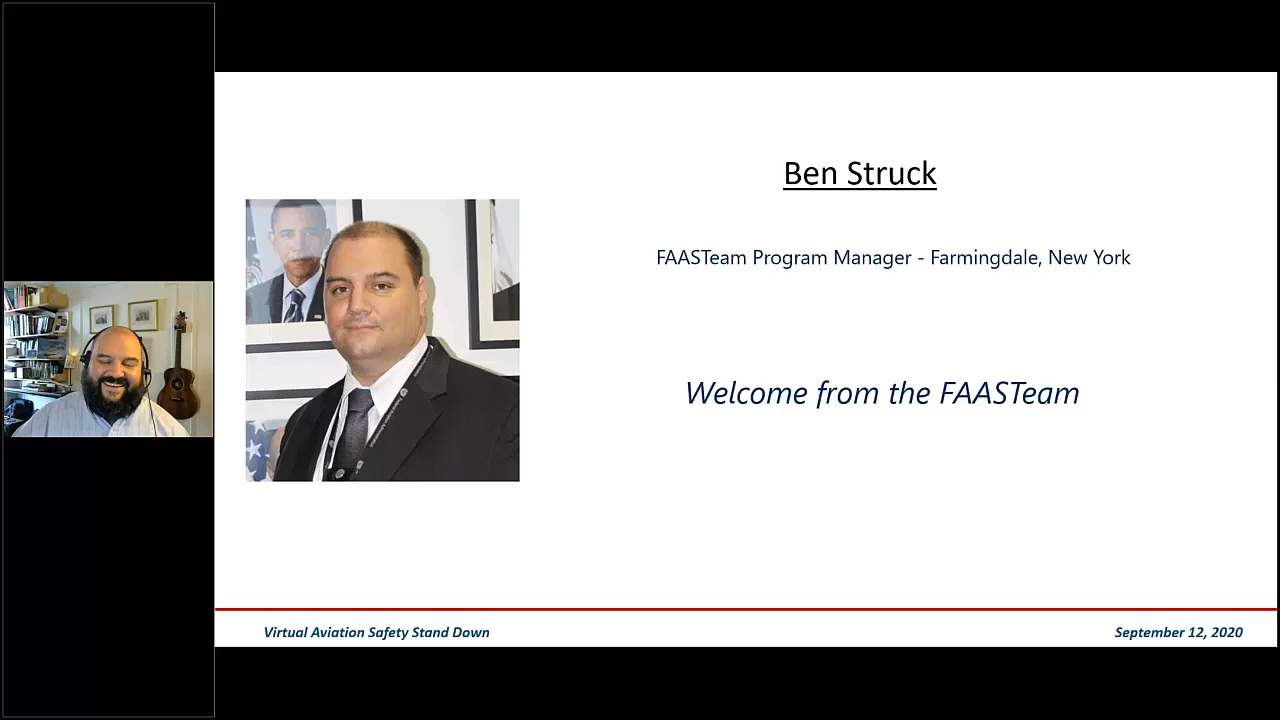 Ben Struck
FAASTeam Program Manager - Farmingdale, New York
Welcome from the FAASTeam
Virtual Aviation Safety Stand Down
September 12, 2020